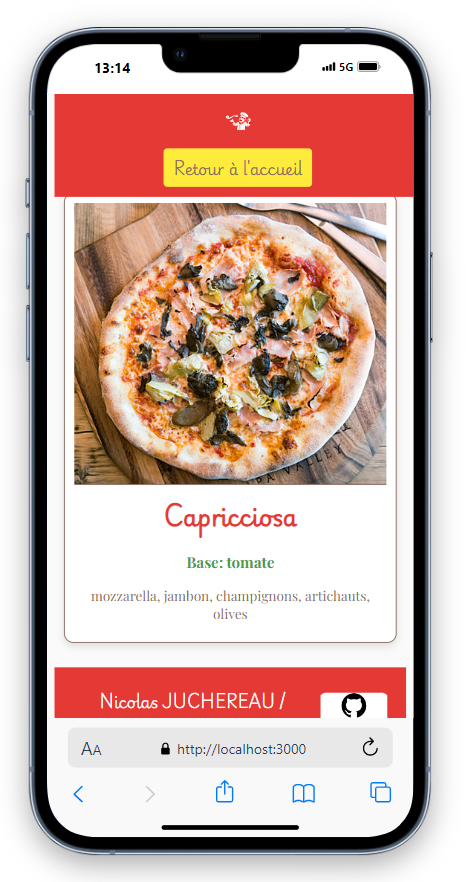 13:14
5G
Retour à l'accueil
Capricciosa
Base: tomate
mozzarella, jambon, champignons, artichauts,
olives
Nicolas JUCHEREAU /
AA
http://localhost:3000